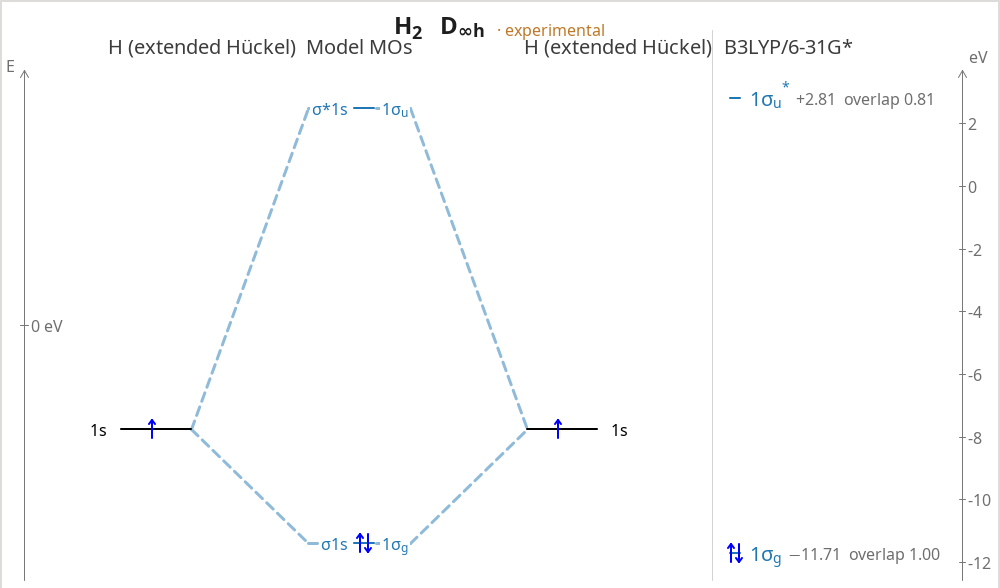 H₂ D∞h · experimental
H (extended Hückel) Model MOs H (extended Hückel) B3LYP/6-31G*
E eV
σ*1s 1σu 1σu* +2.81 overlap 0.81
2
0
-2
-4
0 eV
-6
1s 1s
-8
-10
σ1s 1σg 1σg −11.71 overlap 1.00
-12